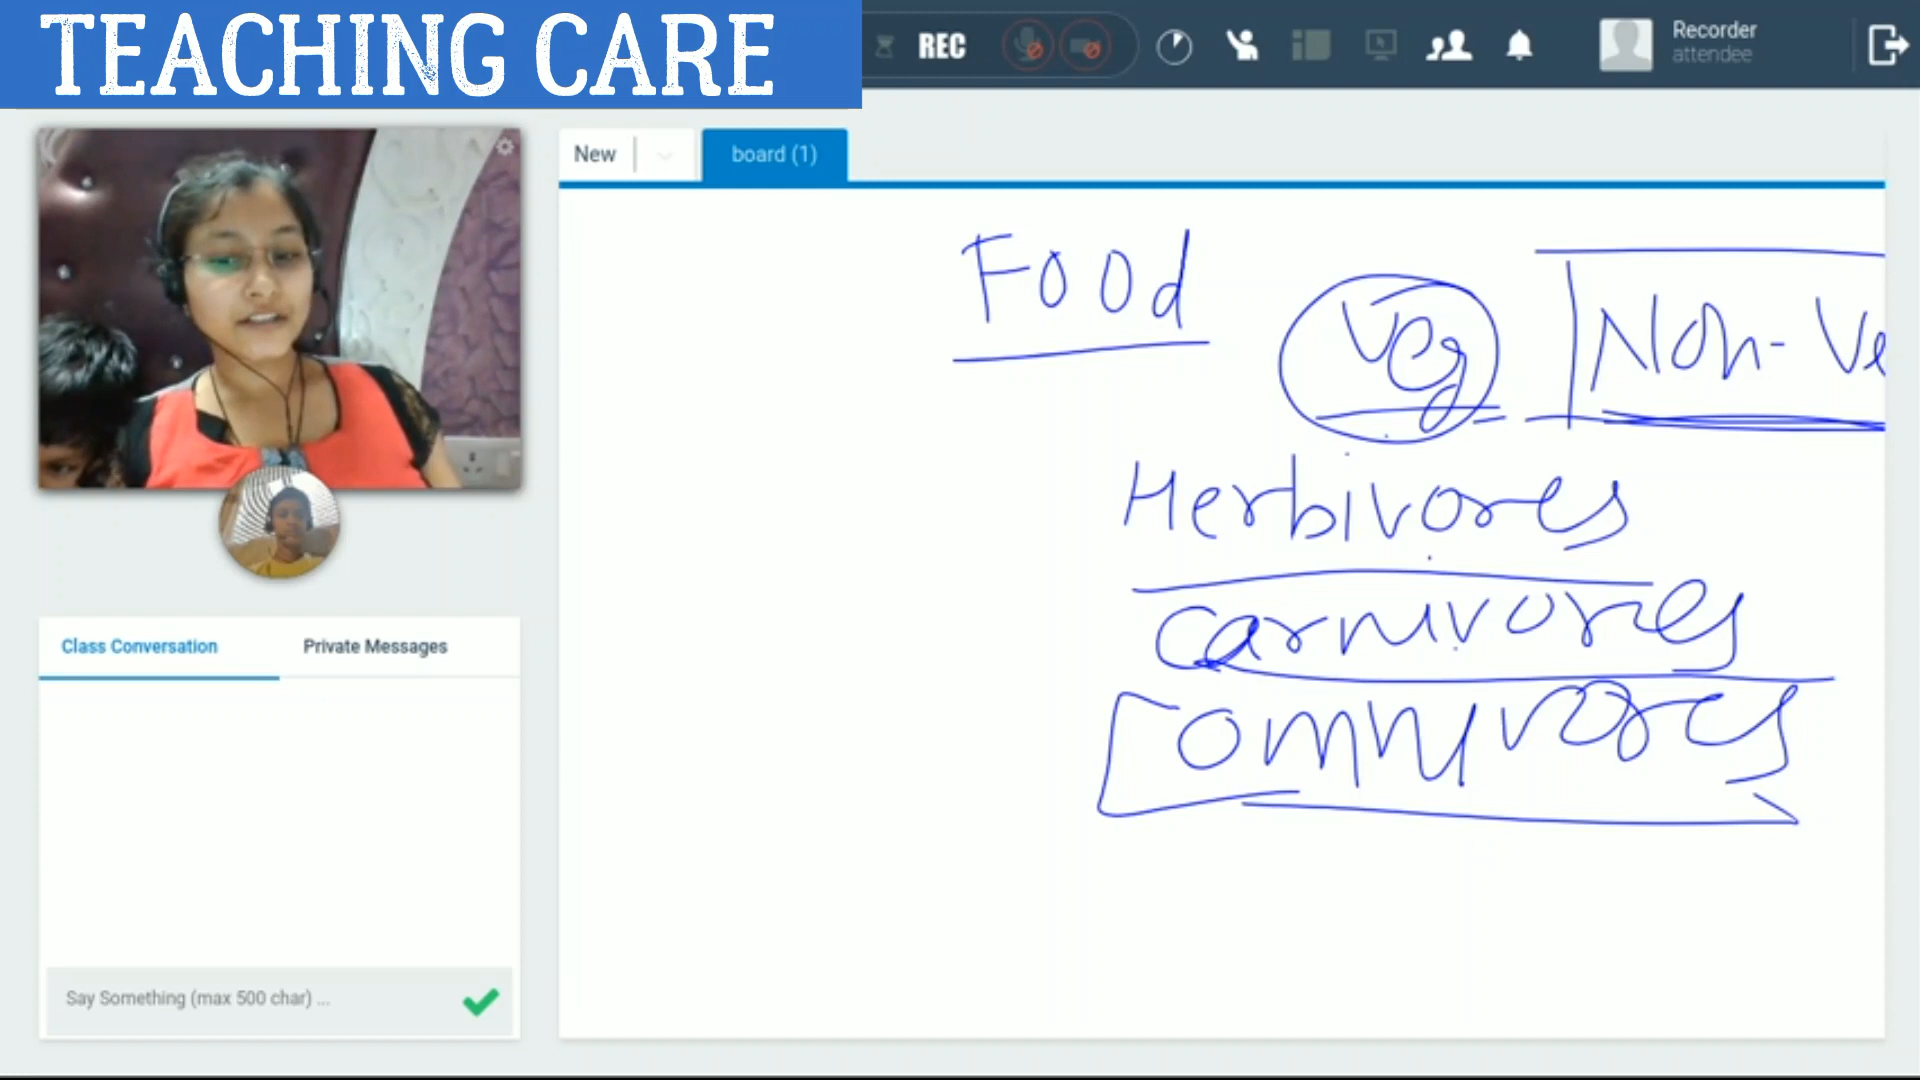 TEACHING CARE
REC
Recorder
attendee
New
board (1)
Food
Veg
Non-Ve
Herbivores
Carnivores
Omnivores
Class Conversation
Private Messages
Say Something (max 500 char) ...